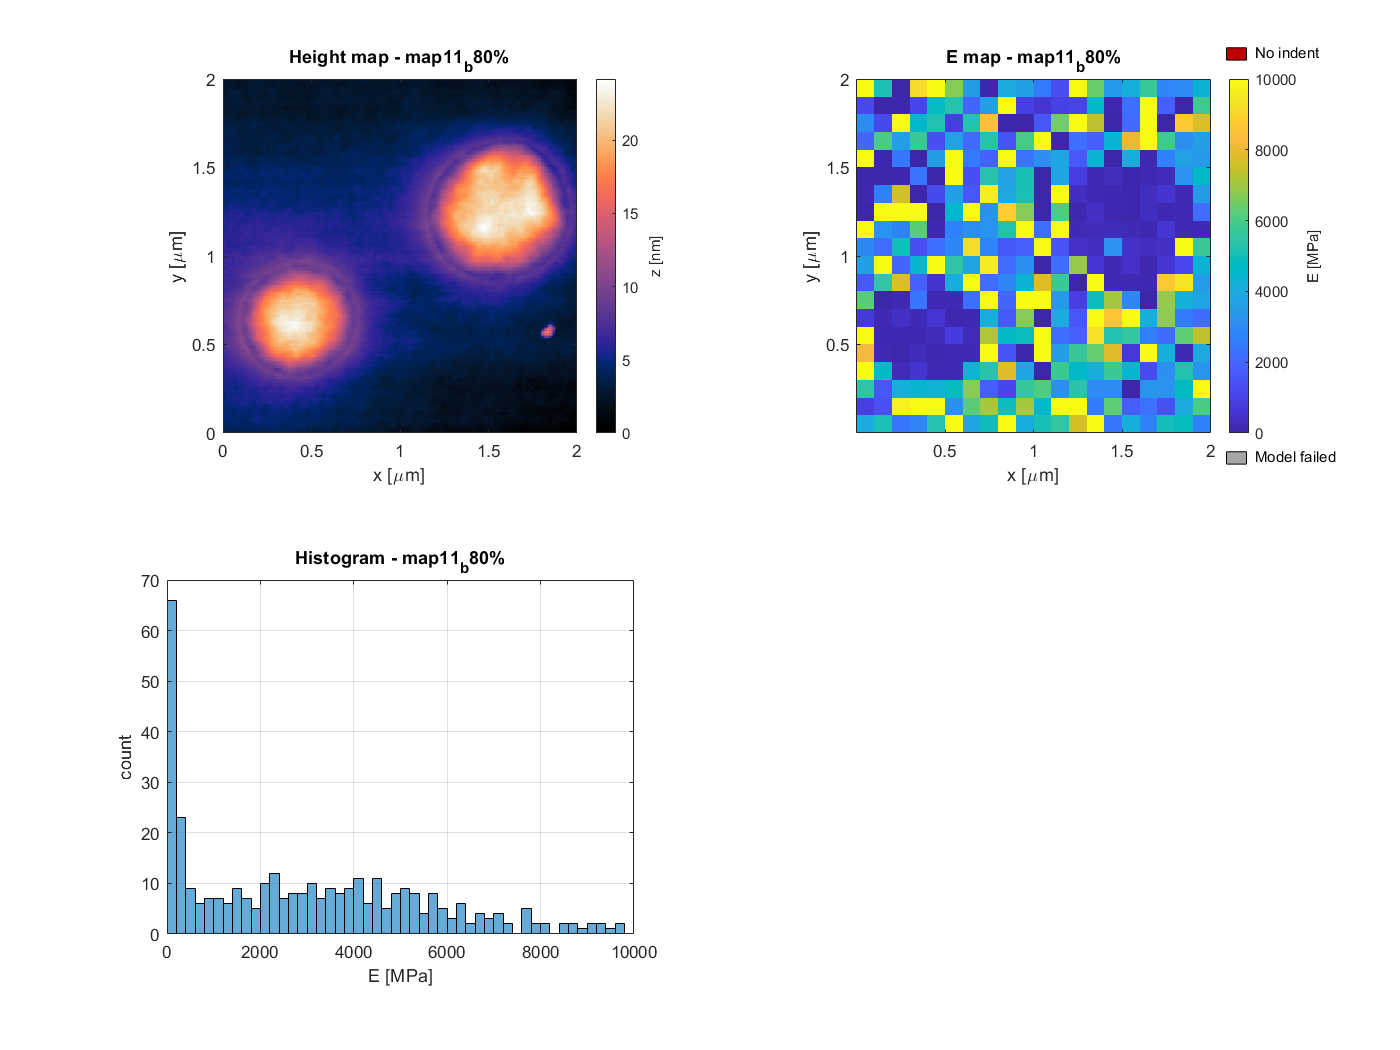 Height map - map11b80%
2
1.5
1
0.5
0
y [μm]
0 0.5 1 1.5 2
x [μm]
20
15
10
5
0
z [nm]
E map - map11b80%
2
1.5
1
0.5
y [μm]
0.5 1 1.5 2
x [μm]
No indent
10000
8000
6000
4000
2000
0
E [MPa]
Model failed
Histogram - map11b80%
70
60
50
40
30
20
10
0
count
0 2000 4000 6000 8000 10000
E [MPa]